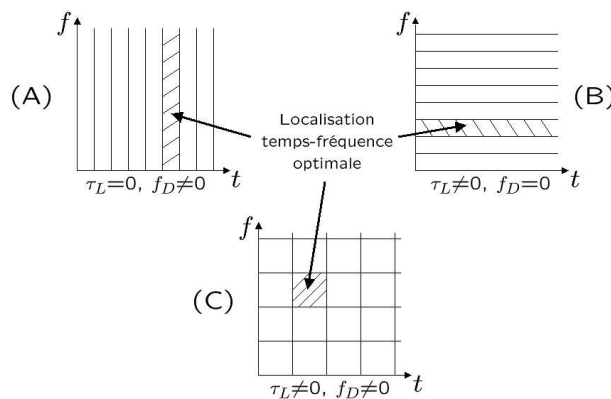 f
(A)
t
τ_L=0, f_D≠0
f
(B)
t
τ_L≠0, f_D=0
Localisation
temps-fréquence
optimale
f
(C)
t
τ_L≠0, f_D≠0